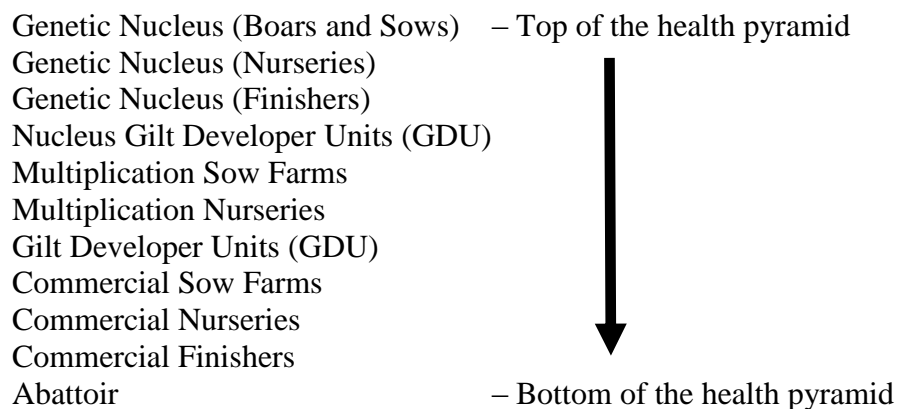 Genetic Nucleus (Boars and Sows) – Top of the health pyramid
Genetic Nucleus (Nurseries)
Genetic Nucleus (Finishers)
Nucleus Gilt Developer Units (GDU)
Multiplication Sow Farms
Multiplication Nurseries
Gilt Developer Units (GDU)
Commercial Sow Farms
Commercial Nurseries
Commercial Finishers
Abattoir – Bottom of the health pyramid